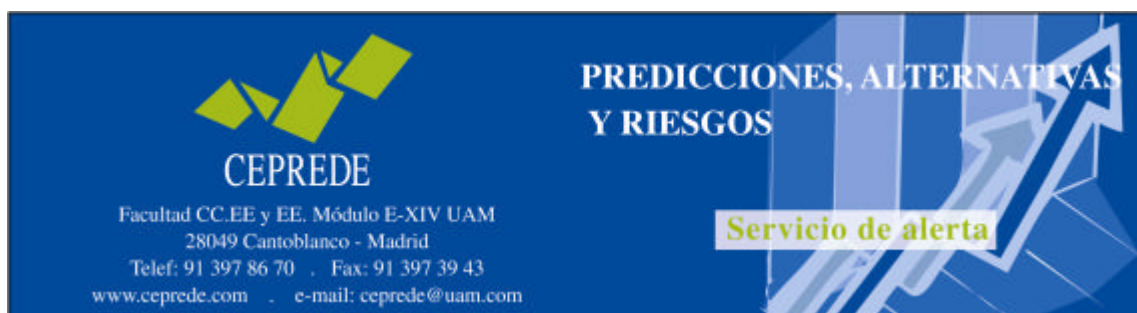 CEPREDE
Facultad CC.EE y EE. Módulo E-XIV UAM
28049 Cantoblanco - Madrid
Telef: 91 397 86 70 . Fax: 91 397 39 43
www.ceprede.com . e-mail: ceprede@uam.com
PREDICCIONES, ALTERNATIVAS
Y RIESGOS
Servicio de alerta